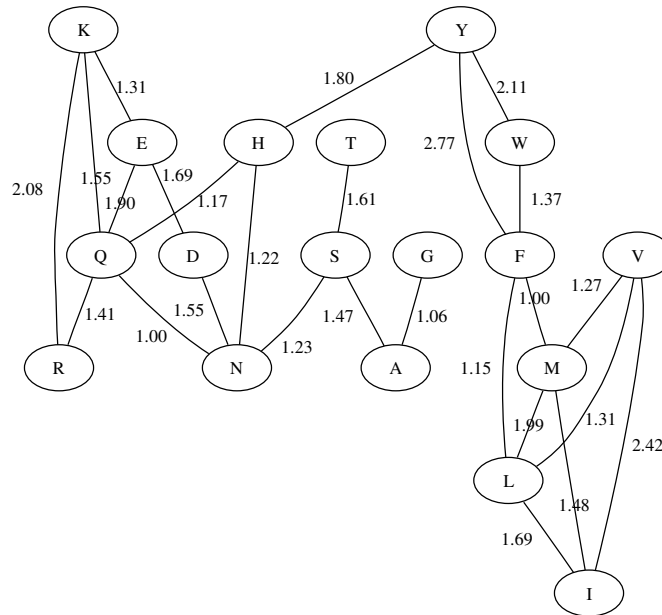 K
Y
1.31
1.80
2.11
E
H
T
W
2.08
1.55
1.90
1.69
1.17
1.61
2.77
1.37
Q
D
S
G
F
V
1.41
1.00
1.55
1.22
1.23
1.47
1.06
1.00
1.27
R
N
A
1.15
M
1.99
1.31
2.42
L
1.48
1.69
I